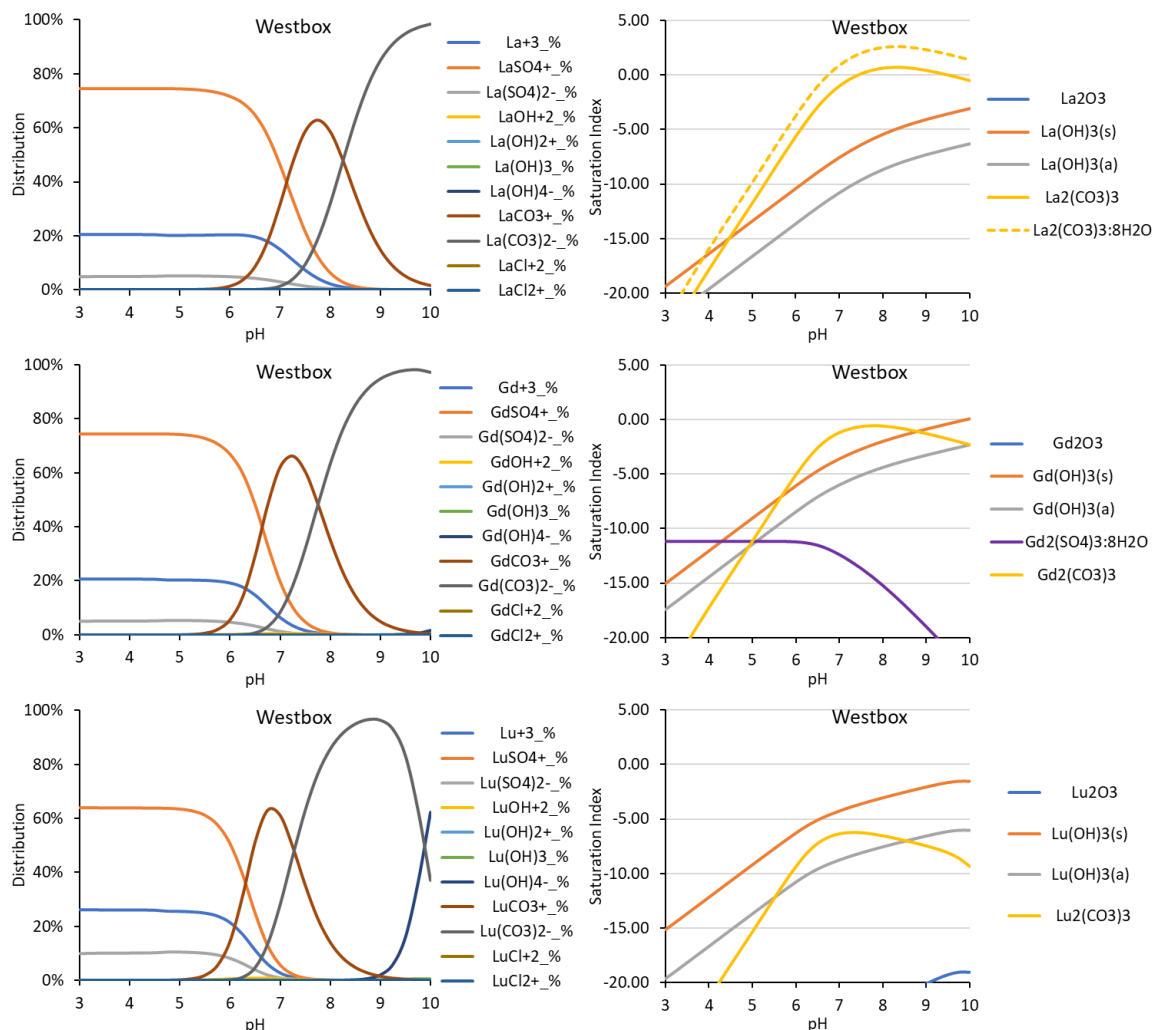 Westbox
100%
80%
60%
40%
20%
0%
Distribution
3 4 5 6 7 8 9 10
pH
La+3_%
LaSO4+_%
La(SO4)2-_%
LaOH+2_%
La(OH)2+_%
La(OH)3_%
La(OH)4-_%
LaCO3+_%
La(CO3)2-_%
LaCl+2_%
LaCl2+_%
Westbox
5.00
0.00
-5.00
-10.00
-15.00
-20.00
Saturation Index
3 4 5 6 7 8 9 10
pH
La2O3
La(OH)3(s)
La(OH)3(a)
La2(CO3)3
La2(CO3)3:8H2O
Westbox
100%
80%
60%
40%
20%
0%
Distribution
3 4 5 6 7 8 9 10
pH
Gd+3_%
GdSO4+_%
Gd(SO4)2-_%
GdOH+2_%
Gd(OH)2+_%
Gd(OH)3_%
Gd(OH)4-_%
GdCO3+_%
Gd(CO3)2-_%
GdCl+2_%
GdCl2+_%
Westbox
5.00
0.00
-5.00
-10.00
-15.00
-20.00
Saturation Index
3 4 5 6 7 8 9 10
pH
Gd2O3
Gd(OH)3(s)
Gd(OH)3(a)
Gd2(SO4)3:8H2O
Gd2(CO3)3
Westbox
100%
80%
60%
40%
20%
0%
Distribution
3 4 5 6 7 8 9 10
pH
Lu+3_%
LuSO4+_%
Lu(SO4)2-_%
LuOH+2_%
Lu(OH)2+_%
Lu(OH)3_%
Lu(OH)4-_%
LuCO3+_%
Lu(CO3)2-_%
LuCl+2_%
LuCl2+_%
Westbox
5.00
0.00
-5.00
-10.00
-15.00
-20.00
Saturation Index
3 4 5 6 7 8 9 10
pH
Lu2O3
Lu(OH)3(s)
Lu(OH)3(a)
Lu2(CO3)3